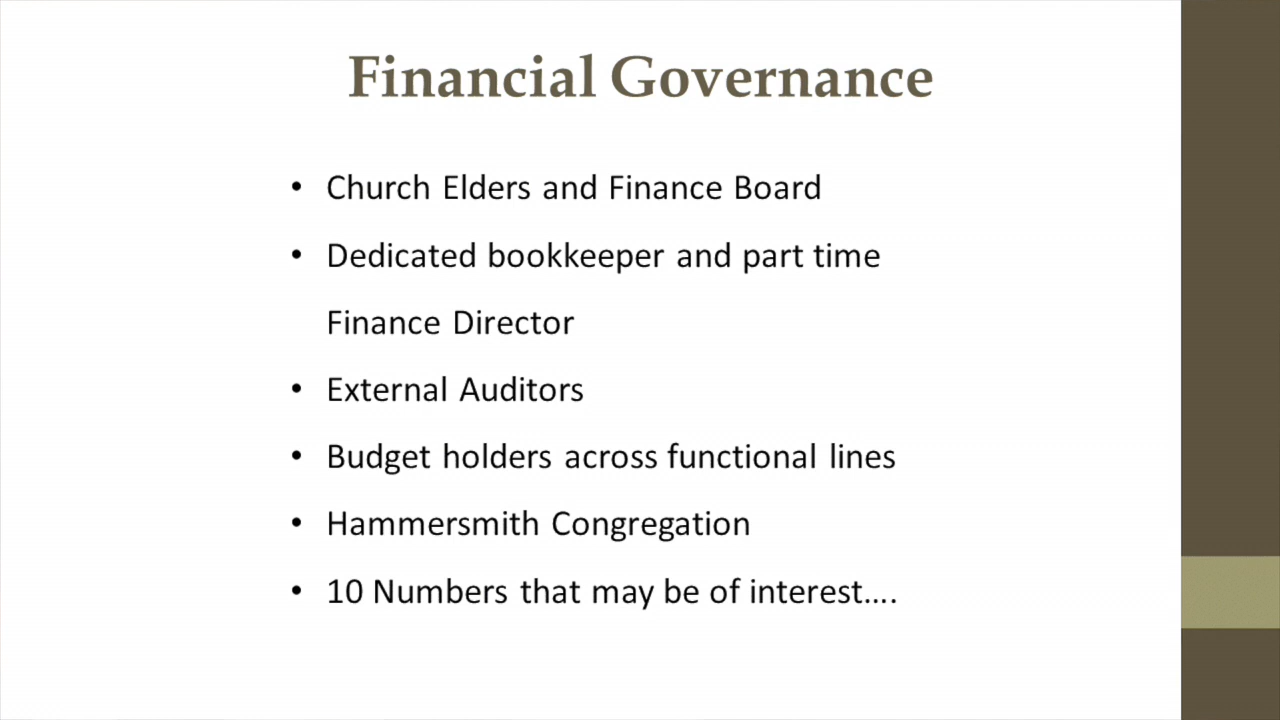 Financial Governance
• Church Elders and Finance Board
• Dedicated bookkeeper and part time
Finance Director
• External Auditors
• Budget holders across functional lines
• Hammersmith Congregation
• 10 Numbers that may be of interest….